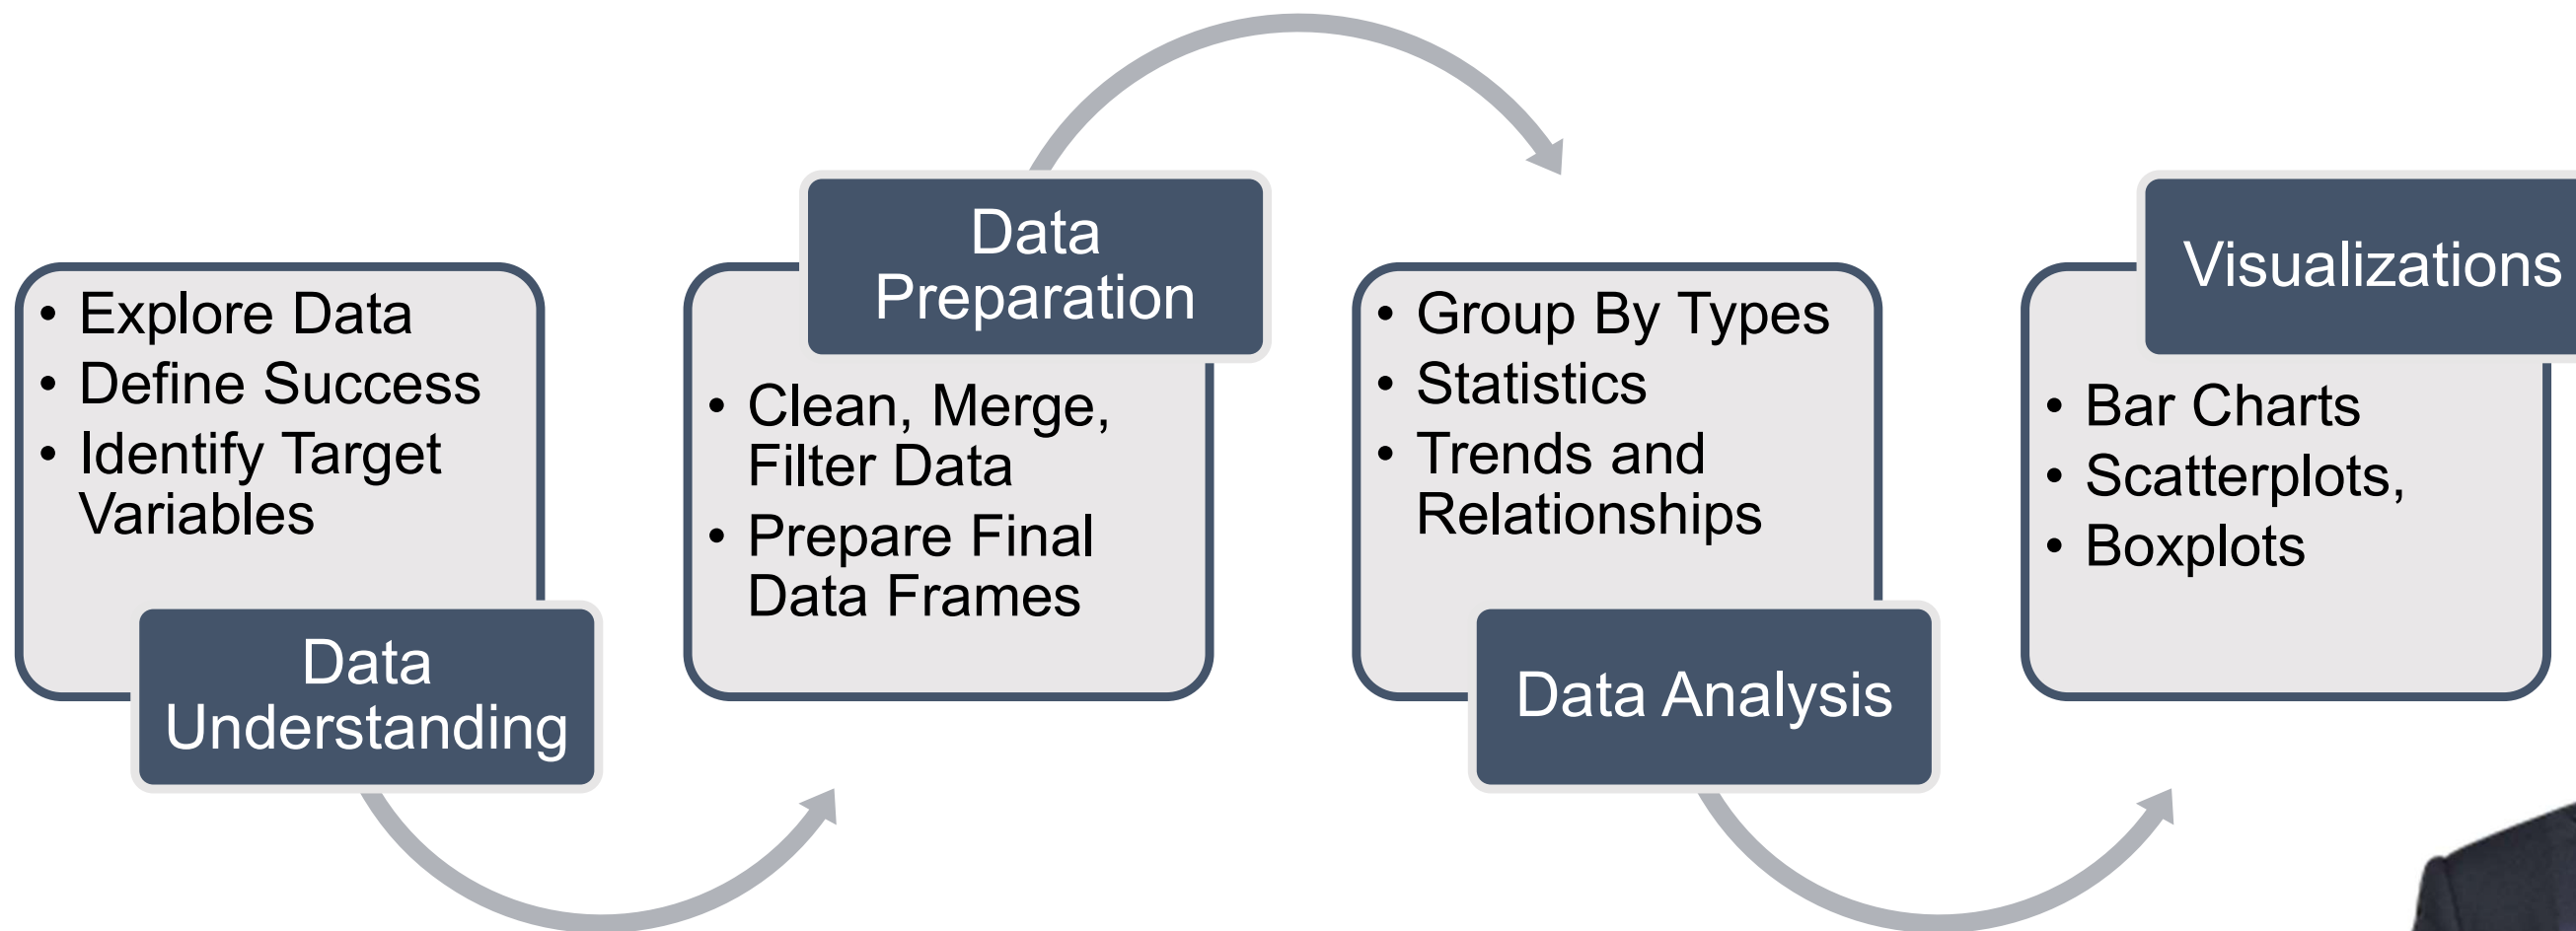 • Explore Data
• Define Success
• Identify Target
Variables
Data
Understanding
Data
Preparation
• Clean, Merge,
Filter Data
• Prepare Final
Data Frames
• Group By Types
• Statistics
• Trends and
Relationships
Data Analysis
Visualizations
• Bar Charts
• Scatterplots,
• Boxplots